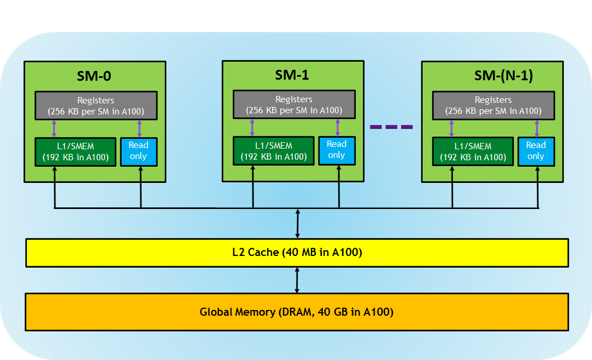 SM-0
Registers
(256 KB per SM in A100)
L1/SMEM
(192 KB in A100)
Read
only
SM-1
Registers
(256 KB per SM in A100)
L1/SMEM
(192 KB in A100)
Read
only
SM-(N-1)
Registers
(256 KB per SM in A100)
L1/SMEM
(192 KB in A100)
Read
only
L2 Cache (40 MB in A100)
Global Memory (DRAM, 40 GB in A100)